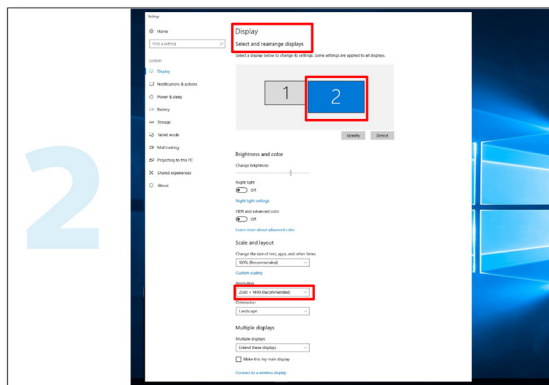 2
Settings
Home
Find a setting
SYSTEM
Display
Notifications & actions
Power & sleep
Battery
Storage
Tablet mode
Multitasking
Projecting to this PC
Shared experiences
About
Display
Select and rearrange displays
Select a display below to change its settings. Some settings are applied to all displays.
1
2
Identify
Detect
Brightness and color
Change brightness
Night light
Off
Night light settings
HDR and advanced color
Off
Learn more about advanced color
Scale and layout
Change the size of text, apps, and other items
100% (Recommended)
Custom scaling
Resolution
2560 × 1440 (Recommended)
Orientation
Landscape
Multiple displays
Multiple displays
Extend these displays
Make this my main display
Connect to a wireless display